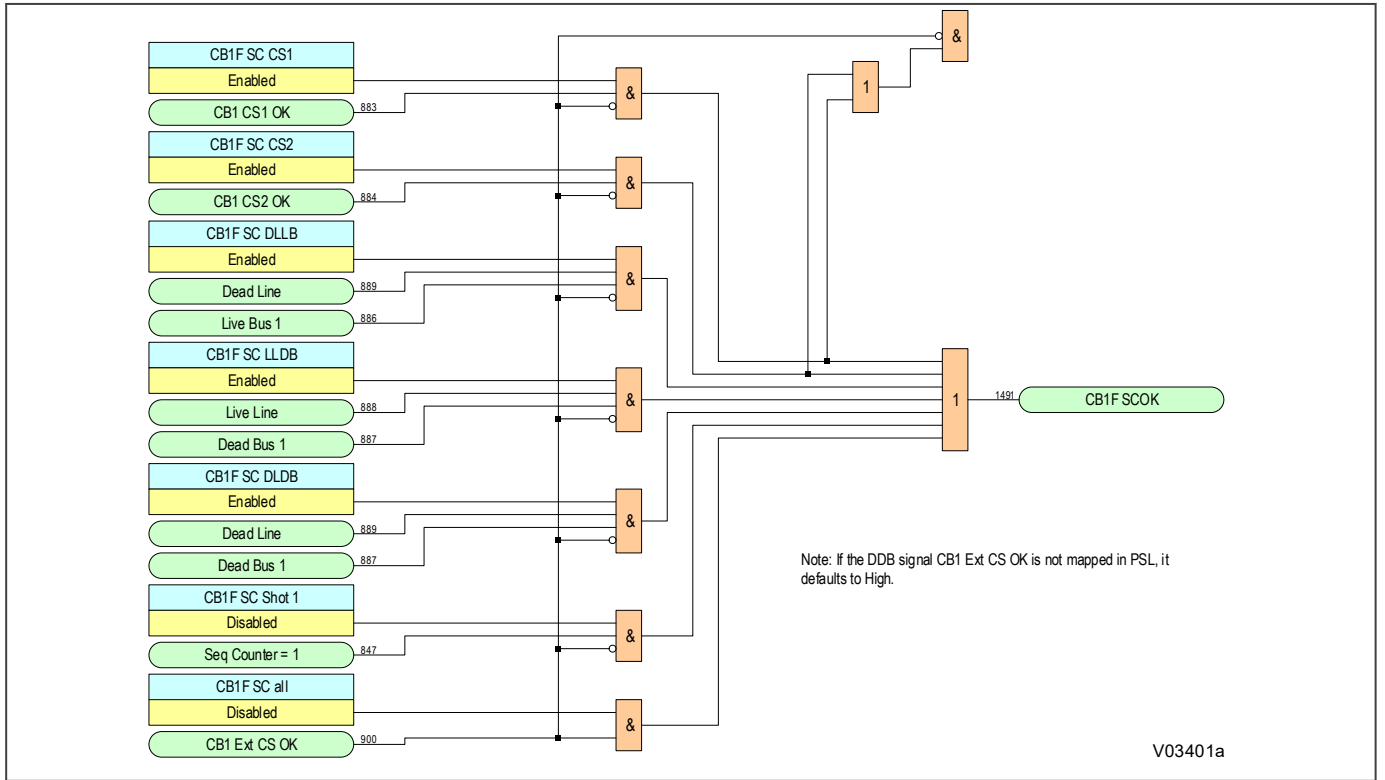 CB1F SC CS1
Enabled
CB1 CS1 OK 883
CB1F SC CS2
Enabled
CB1 CS2 OK 884
CB1F SC DLLB
Enabled
Dead Line 889
Live Bus 1 886
CB1F SC LLDB
Enabled
Live Line 888
Dead Bus 1 887
CB1F SC DLDB
Enabled
Dead Line 889
Dead Bus 1 887
CB1F SC Shot 1
Disabled
Seq Counter = 1 847
CB1F SC all
Disabled
CB1 Ext CS OK 900
&
&
&
&
&
&
&
&
1
1
1491 CB1F SCOK
Note: If the DDB signal CB1 Ext CS OK is not mapped in PSL, it
defaults to High.
V03401a